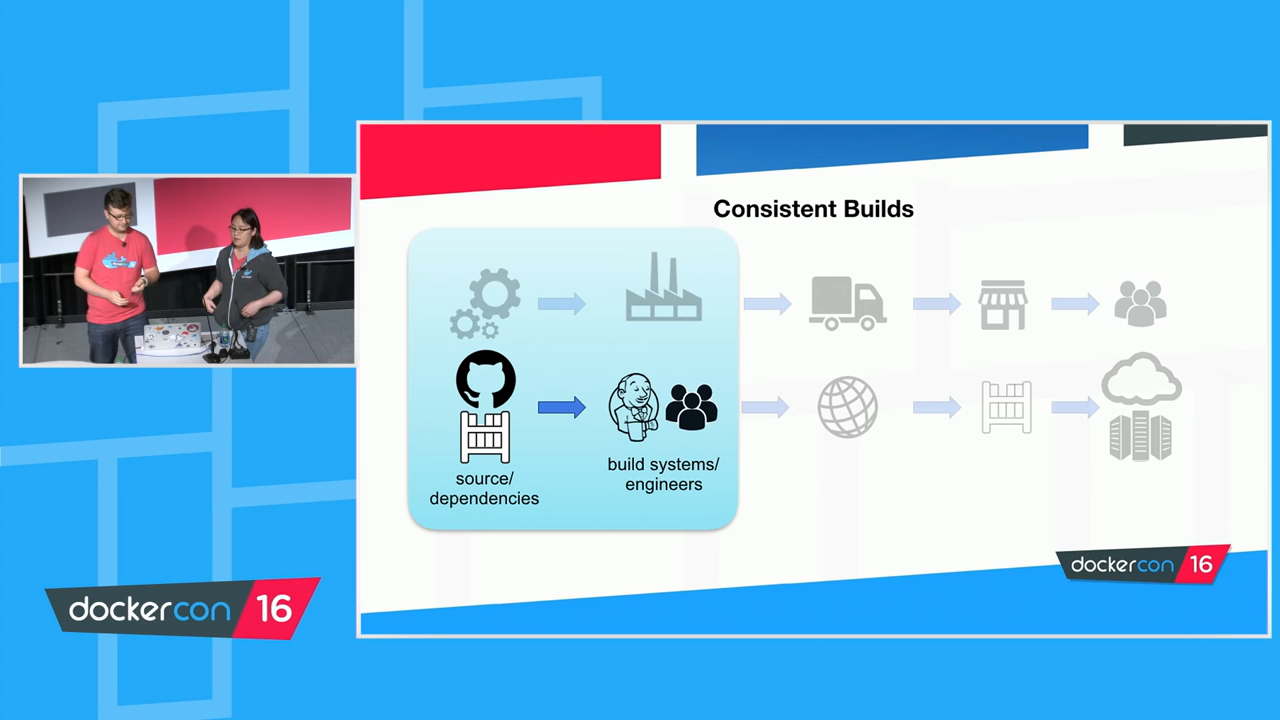 Consistent Builds
source/
dependencies
build systems/
engineers
dockercon 16
dockercon 16